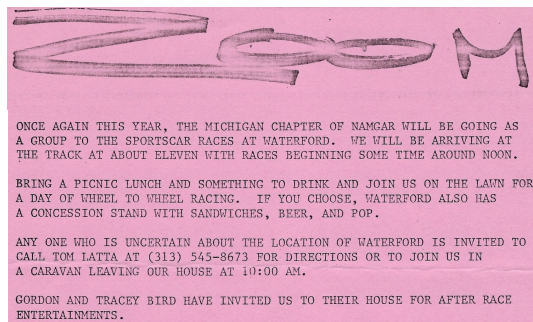 ZOOM
ONCE AGAIN THIS YEAR, THE MICHIGAN CHAPTER OF NAMGAR WILL BE GOING AS
A GROUP TO THE SPORTSCAR RACES AT WATERFORD.  WE WILL BE ARRIVING AT
THE TRACK AT ABOUT ELEVEN WITH RACES BEGINNING SOME TIME AROUND NOON.
BRING A PICNIC LUNCH AND SOMETHING TO DRINK AND JOIN US ON THE LAWN FOR
A DAY OF WHEEL TO WHEEL RACING.  IF YOU CHOOSE, WATERFORD ALSO HAS
A CONCESSION STAND WITH SANDWICHES, BEER, AND POP.
ANY ONE WHO IS UNCERTAIN ABOUT THE LOCATION OF WATERFORD IS INVITED TO
CALL TOM LATTA AT (313) 545-8673 FOR DIRECTIONS OR TO JOIN US IN
A CARAVAN LEAVING OUR HOUSE AT 10:00 AM.
GORDON AND TRACEY BIRD HAVE INVITED US TO THEIR HOUSE FOR AFTER RACE
ENTERTAINMENTS.